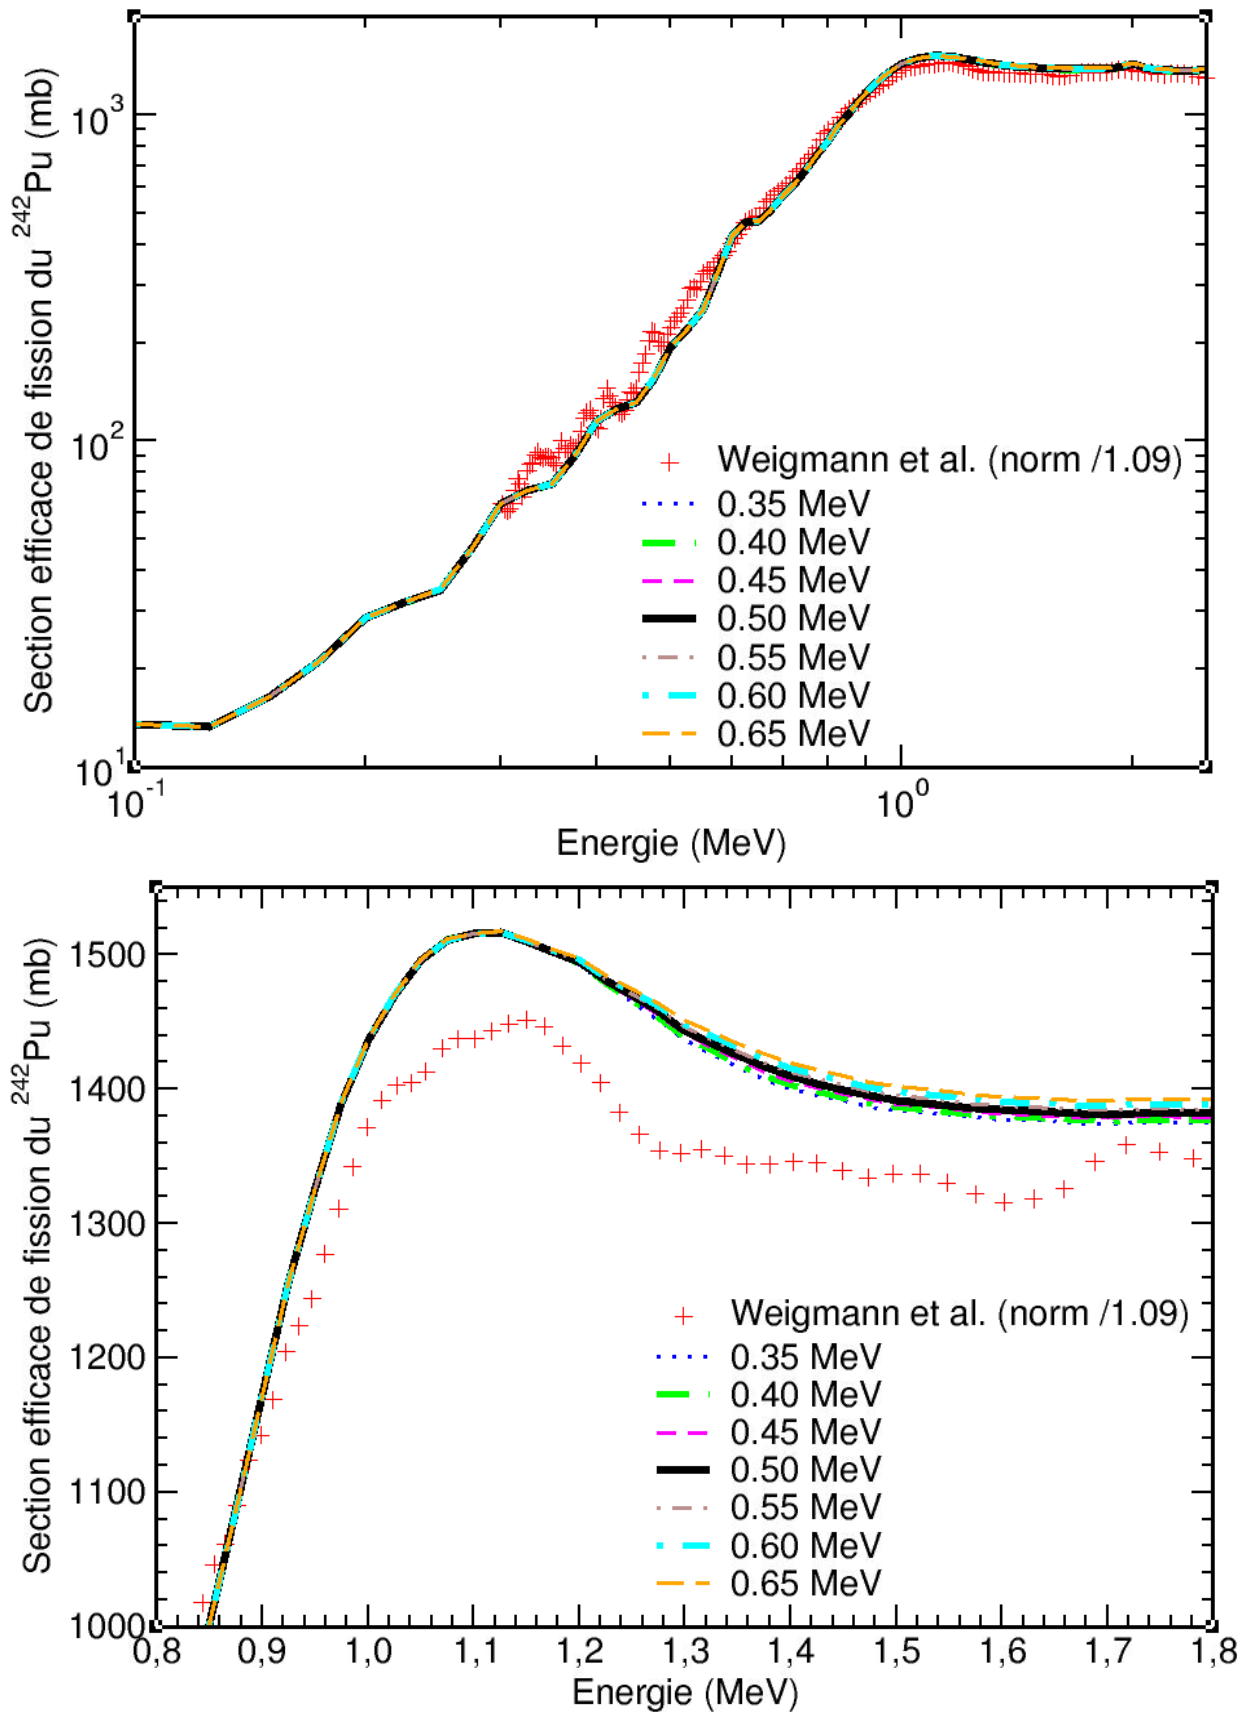 Section efficace de fission du ²⁴²Pu (mb)
10³
10²
10¹
Weigmann et al. (norm /1.09)
0.35 MeV
0.40 MeV
0.45 MeV
0.50 MeV
0.55 MeV
0.60 MeV
0.65 MeV
10⁻¹
10⁰
Energie (MeV)
Section efficace de fission du ²⁴²Pu (mb)
1500
1400
1300
1200
1100
1000
Weigmann et al. (norm /1.09)
0.35 MeV
0.40 MeV
0.45 MeV
0.50 MeV
0.55 MeV
0.60 MeV
0.65 MeV
0,8 0,9 1,0 1,1 1,2 1,3 1,4 1,5 1,6 1,7 1,8
Energie (MeV)